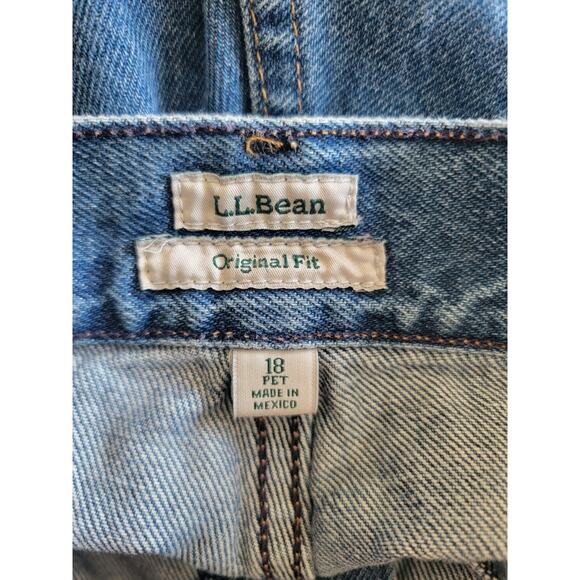 L.L.Bean
Original Fit
18
PET
MADE IN
MEXICO